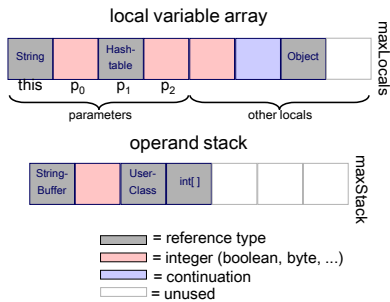 local variable array
String
Hash-
table
Object
maxLocals
this p0 p1 p2
parameters
other locals
operand stack
String-
Buffer
User-
Class
int[ ]
maxStack
= reference type
= integer (boolean, byte, ...)
= continuation
= unused